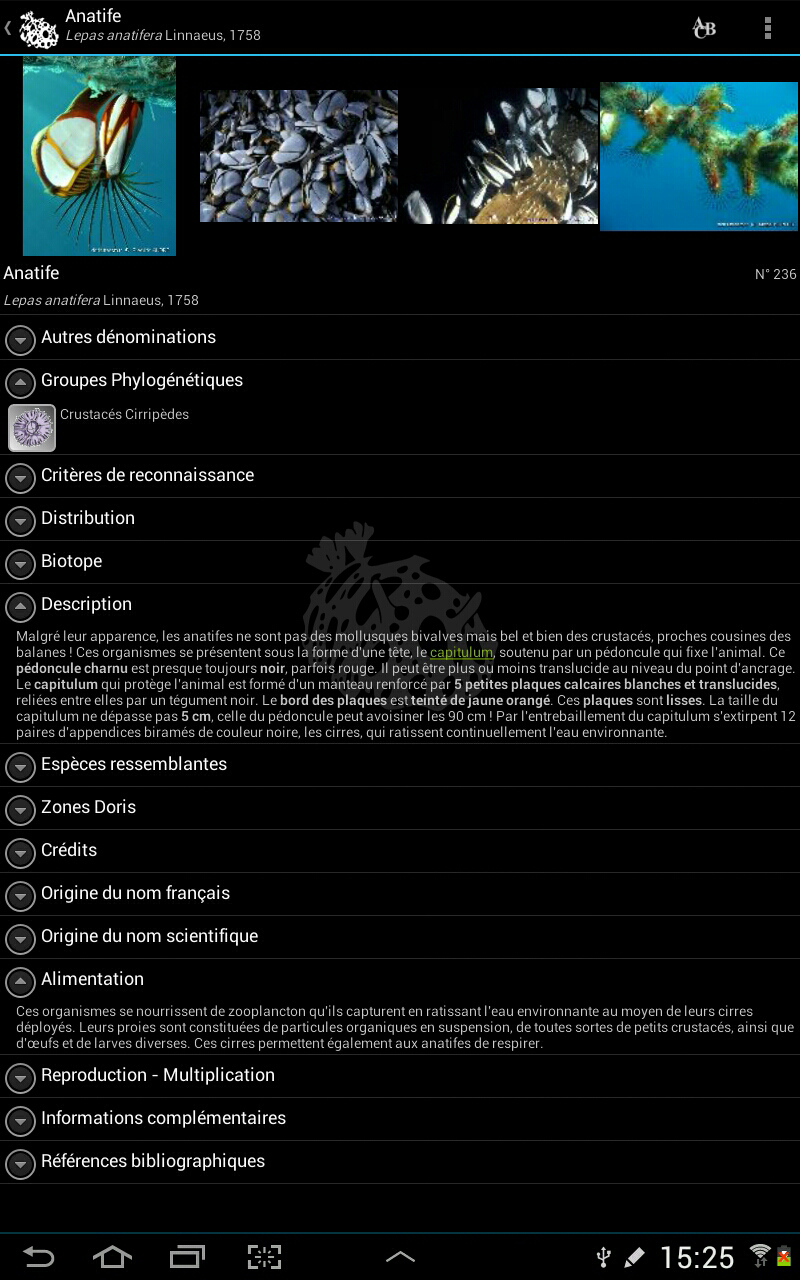 Anatife
Lepas anatifera Linnaeus, 1758
ACB
Anatife
N° 236
Lepas anatifera Linnaeus, 1758
Autres dénominations
Groupes Phylogénétiques
Crustacés Cirripèdes
Critères de reconnaissance
Distribution
Biotope
Description
Malgré leur apparence, les anatifes ne sont pas des mollusques bivalves mais bel et bien des crustacés, proches cousines des
balanes ! Ces organismes se présentent sous la forme d'une tête, le capitulum, soutenu par un pédoncule qui fixe l'animal. Ce
pédoncule charnu est presque toujours noir, parfois rouge. Il peut être plus ou moins translucide au niveau du point d'ancrage.
Le capitulum qui protège l'animal est formé d'un manteau renforcé par 5 petites plaques calcaires blanches et translucides,
reliées entre elles par un tégument noir. Le bord des plaques est teinté de jaune orangé. Ces plaques sont lisses. La taille du
capitulum ne dépasse pas 5 cm, celle du pédoncule peut avoisiner les 90 cm ! Par l'entrebaillement du capitulum s'extirpent 12
paires d'appendices biramés de couleur noire, les cirres, qui ratissent continuellement l'eau environnante.
Espèces ressemblantes
Zones Doris
Crédits
Origine du nom français
Origine du nom scientifique
Alimentation
Ces organismes se nourrissent de zooplancton qu'ils capturent en ratissant l'eau environnante au moyen de leurs cirres
déployés. Leurs proies sont constituées de particules organiques en suspension, de toutes sortes de petits crustacés, ainsi que
d'œufs et de larves diverses. Ces cirres permettent également aux anatifes de respirer.
Reproduction - Multiplication
Informations complémentaires
Références bibliographiques
15:25